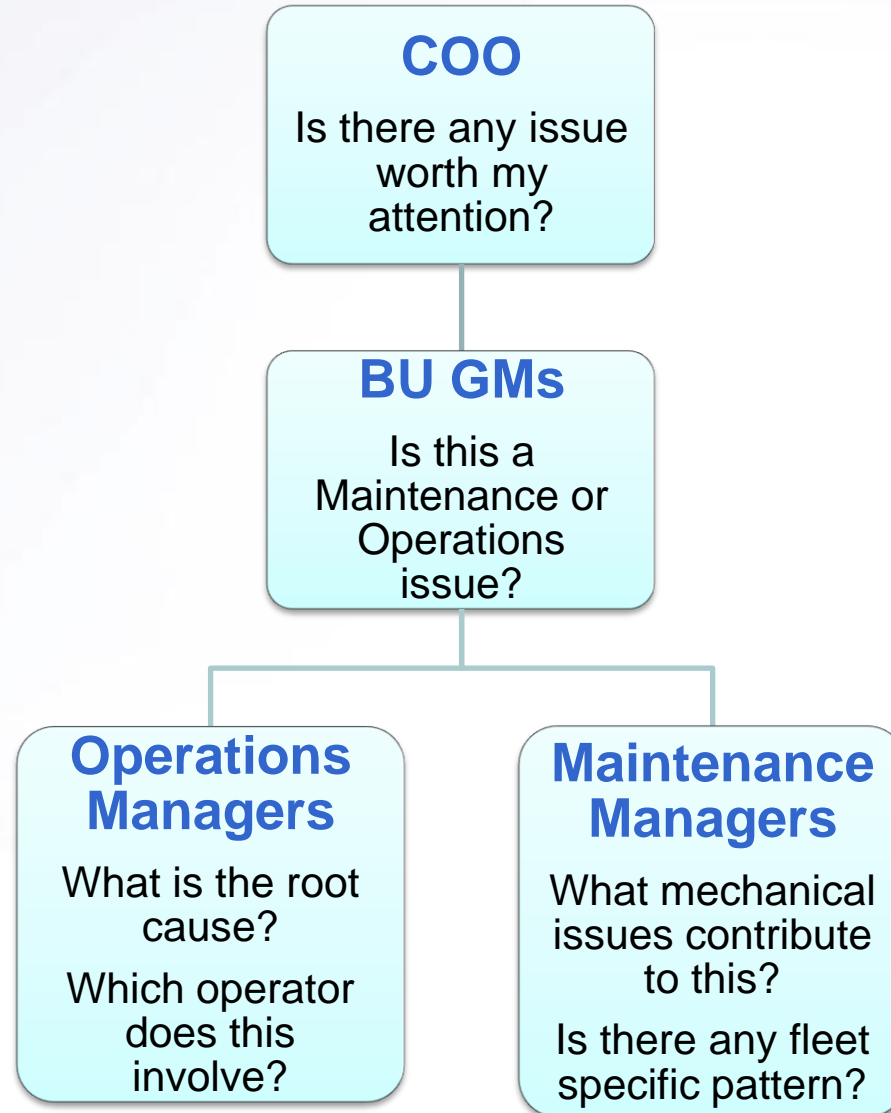 COO
Is there any issue
worth my
attention?
BU GMs
Is this a
Maintenance or
Operations
issue?
Operations
Managers
What is the root
cause?
Which operator
does this
involve?
Maintenance
Managers
What mechanical
issues contribute
to this?
Is there any fleet
specific pattern?